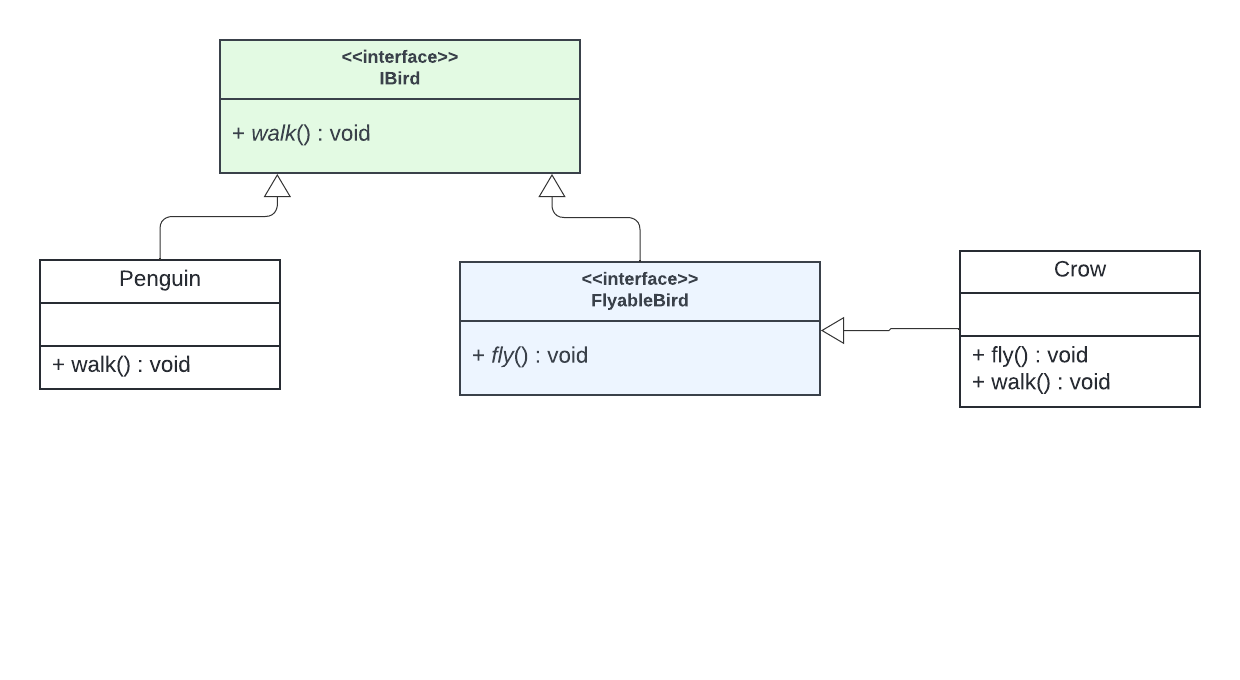 <<interface>>
IBird
+ walk() : void
Penguin
+ walk() : void
<<interface>>
FlyableBird
+ fly() : void
Crow
+ fly() : void
+ walk() : void